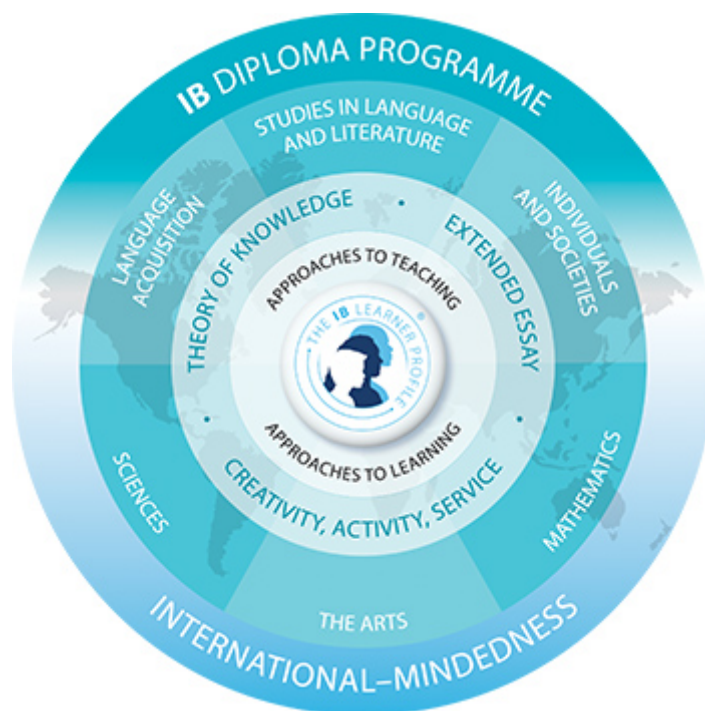 IB DIPLOMA PROGRAMME
STUDIES IN LANGUAGE
AND LITERATURE
LANGUAGE
ACQUISITION
INDIVIDUALS
AND SOCIETIES
THEORY OF KNOWLEDGE
EXTENDED ESSAY
APPROACHES TO TEACHING
THE IB LEARNER PROFILE
®
APPROACHES TO LEARNING
CREATIVITY, ACTIVITY, SERVICE
SCIENCES
MATHEMATICS
THE ARTS
INTERNATIONAL–MINDEDNESS